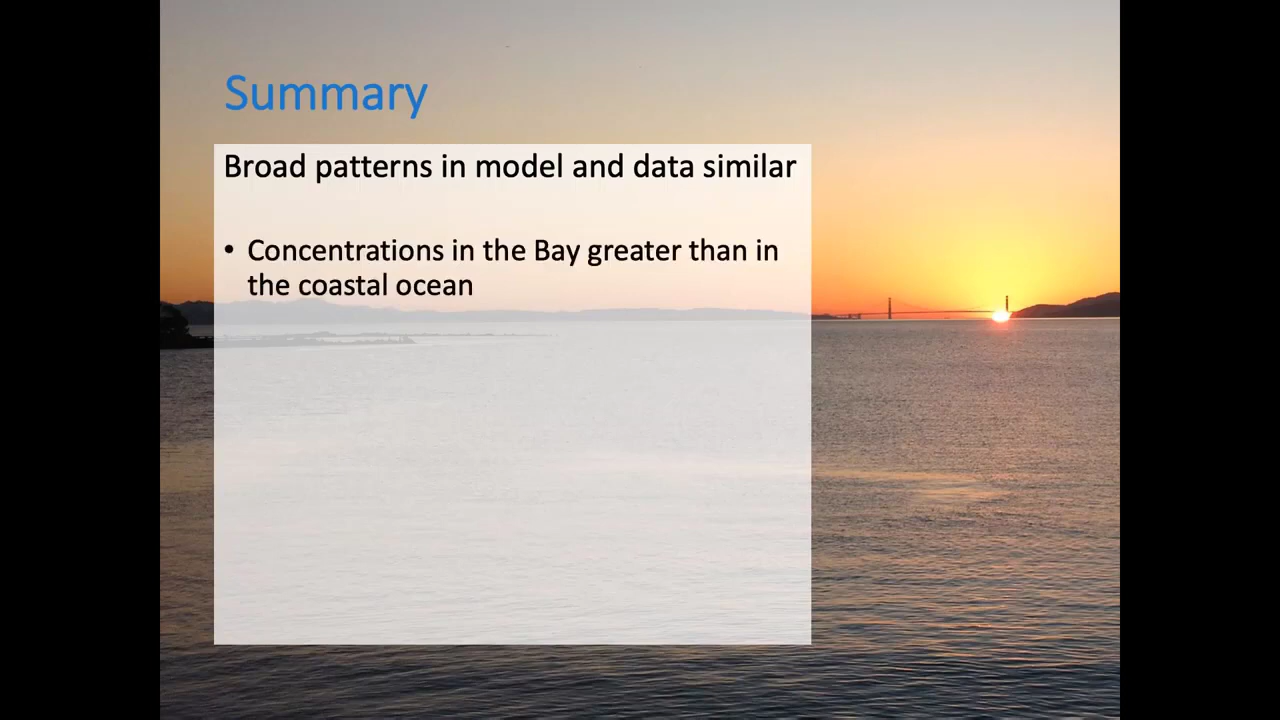 Summary
Broad patterns in model and data similar
• Concentrations in the Bay greater than in
the coastal ocean